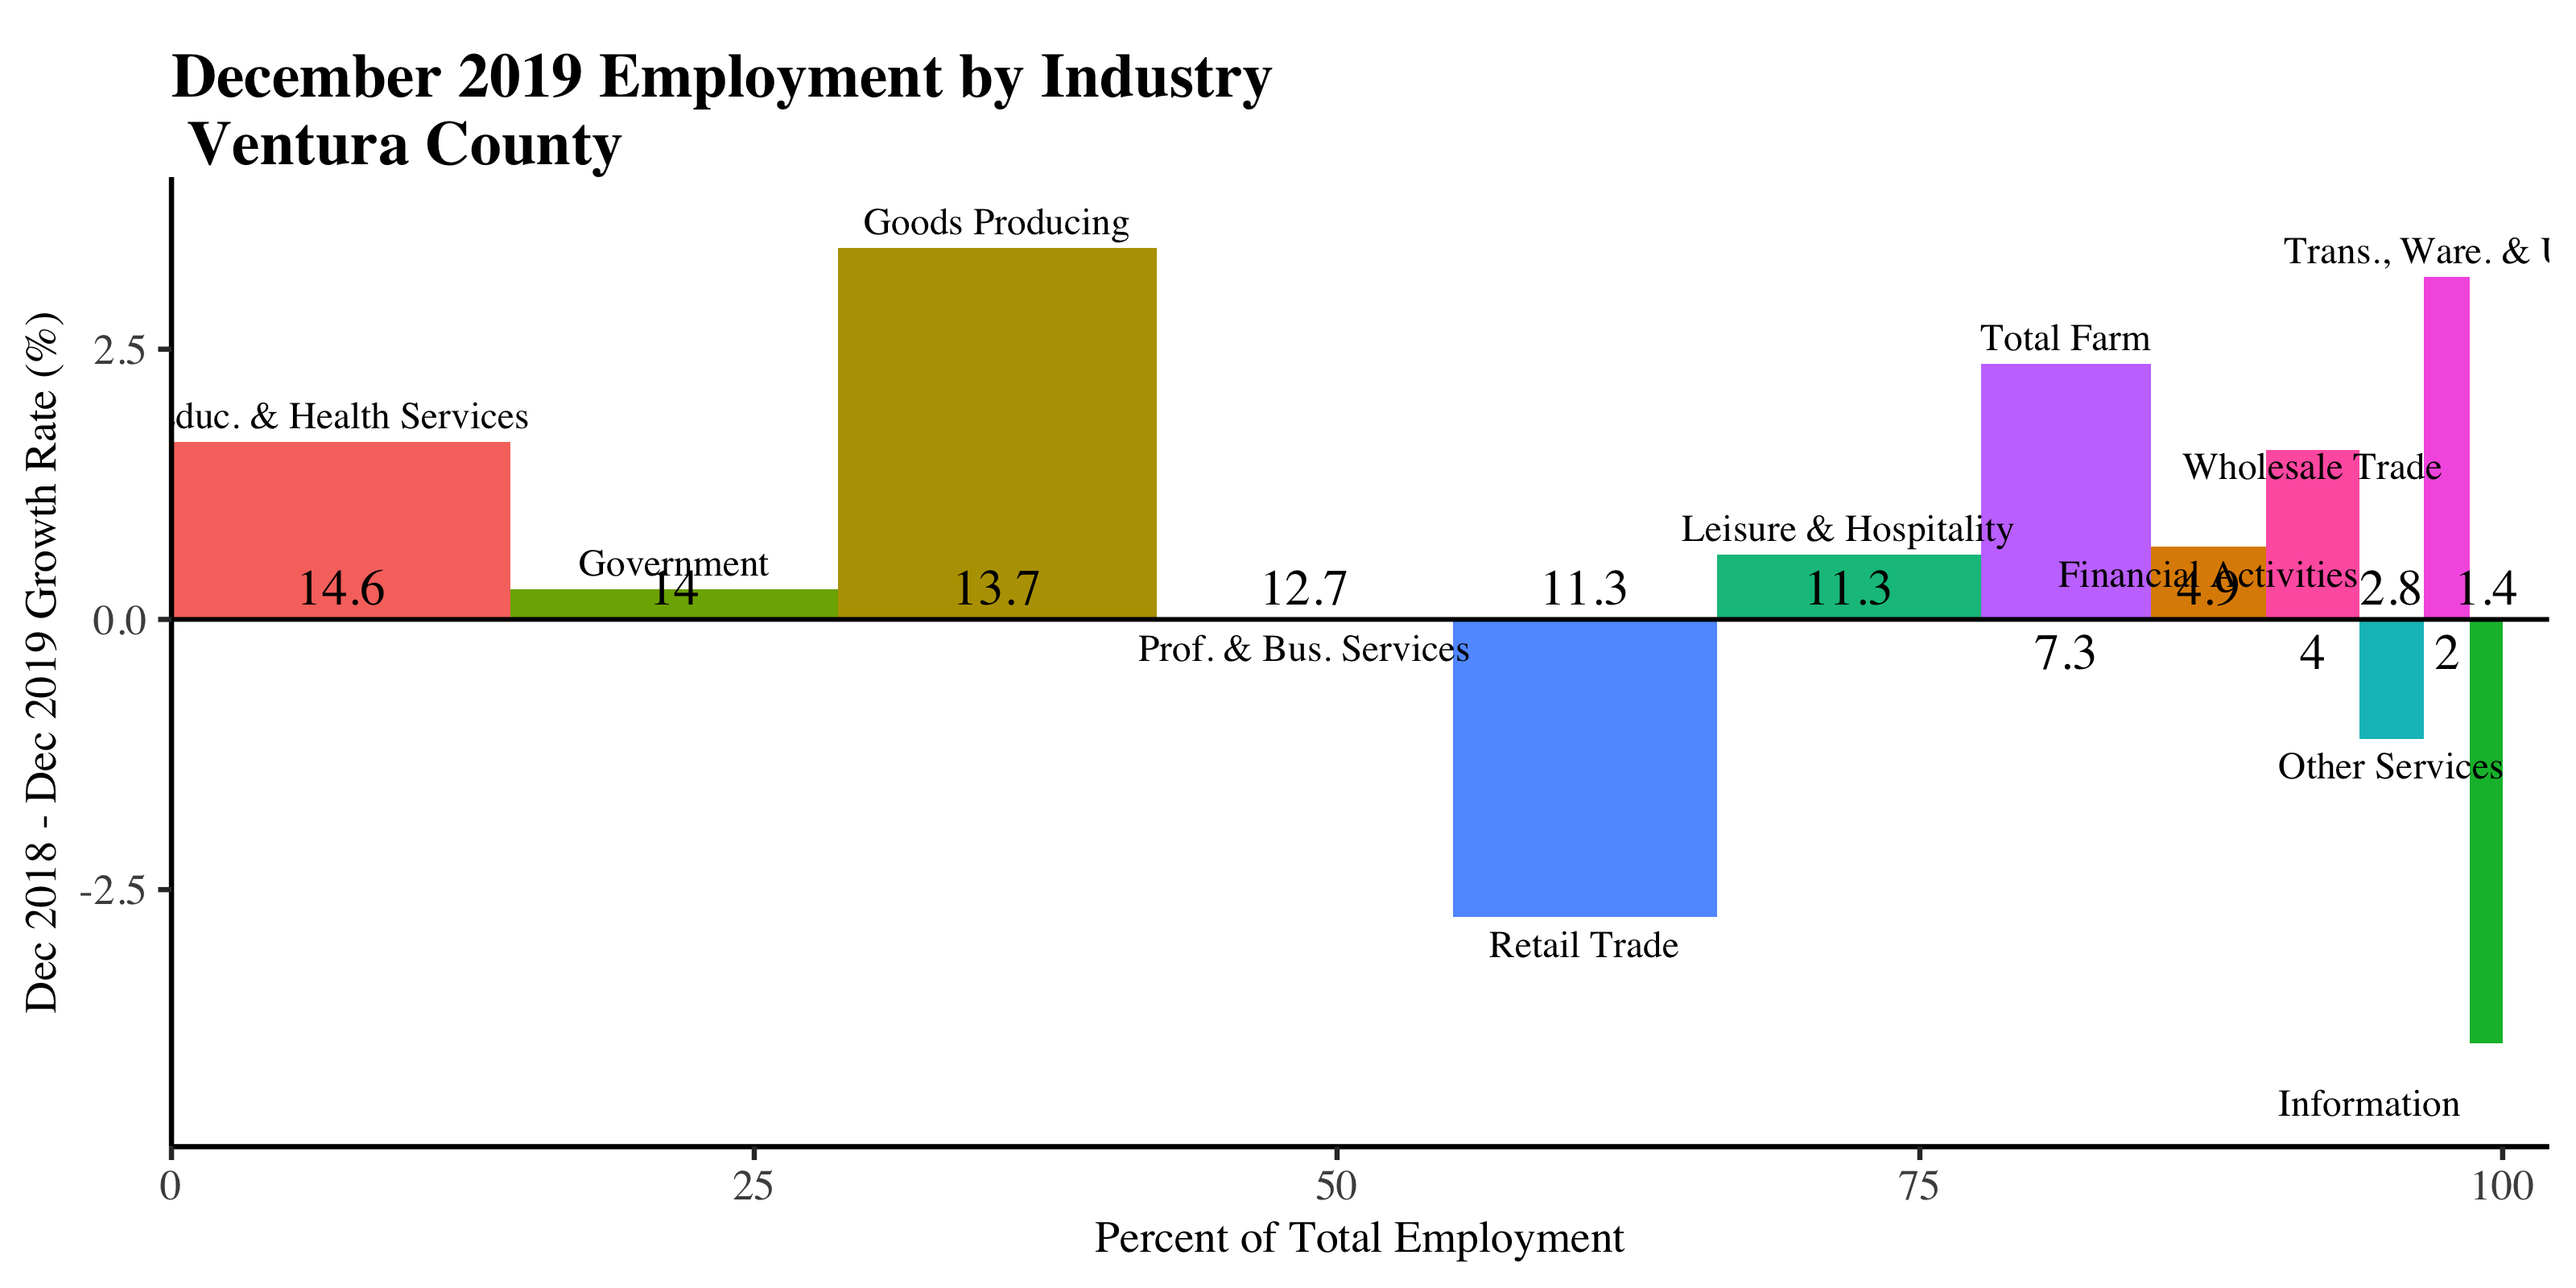 December 2019 Employment by Industry
Ventura County
Goods Producing
Trans., Ware. &
Total Farm
duc. & Health Services
Wholesale Trade
Leisure & Hospitality
Government
Financial Activities
14.6
14
13.7
12.7
11.3
11.3
4.9
2.8
1.4
Prof. & Bus. Services
7.3
4
2
Other Services
Retail Trade
Information
2.5
0.0
-2.5
Dec 2018 - Dec 2019 Growth Rate (%)
0
25
50
75
100
Percent of Total Employment